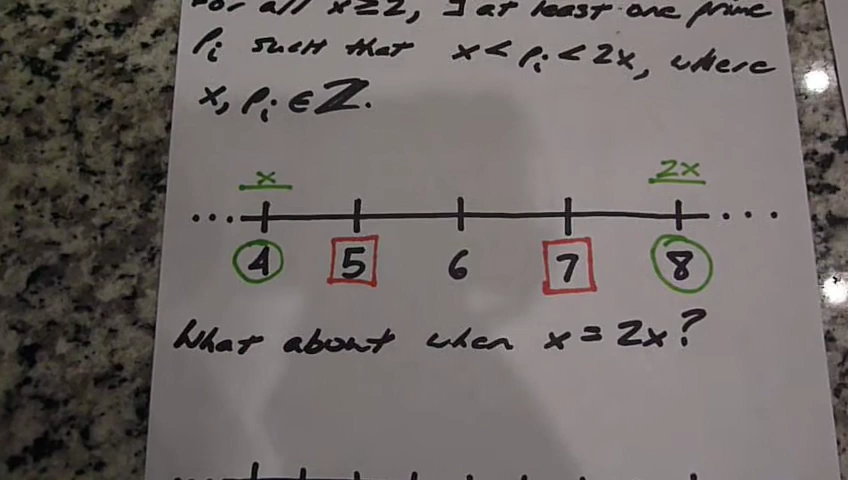 For all x ≥ 2, ∃ at least one prime
Pi such that x < Pi < 2x, where
x, Pi ∈ ℤ.
x 2x
... ...
4 5 6 7 8
What about when x = 2x?